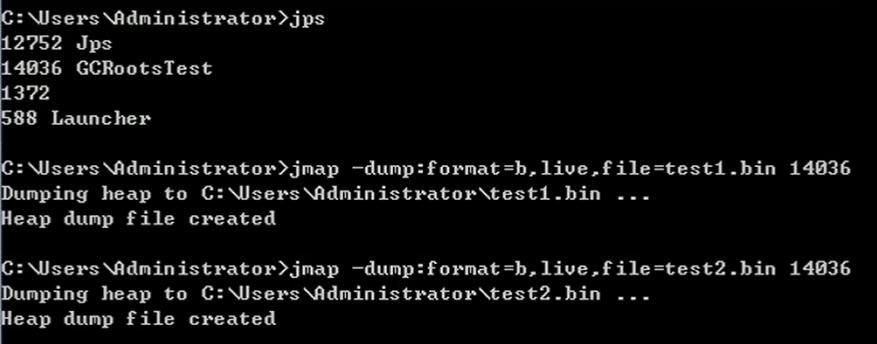 C:\Users\Administrator>jps
12752 Jps
14036 GCRootsTest
1372
588 Launcher
C:\Users\Administrator>jmap -dump:format=b,live,file=test1.bin 14036
Dumping heap to C:\Users\Administrator\test1.bin ...
Heap dump file created
C:\Users\Administrator>jmap -dump:format=b,live,file=test2.bin 14036
Dumping heap to C:\Users\Administrator\test2.bin ...
Heap dump file created